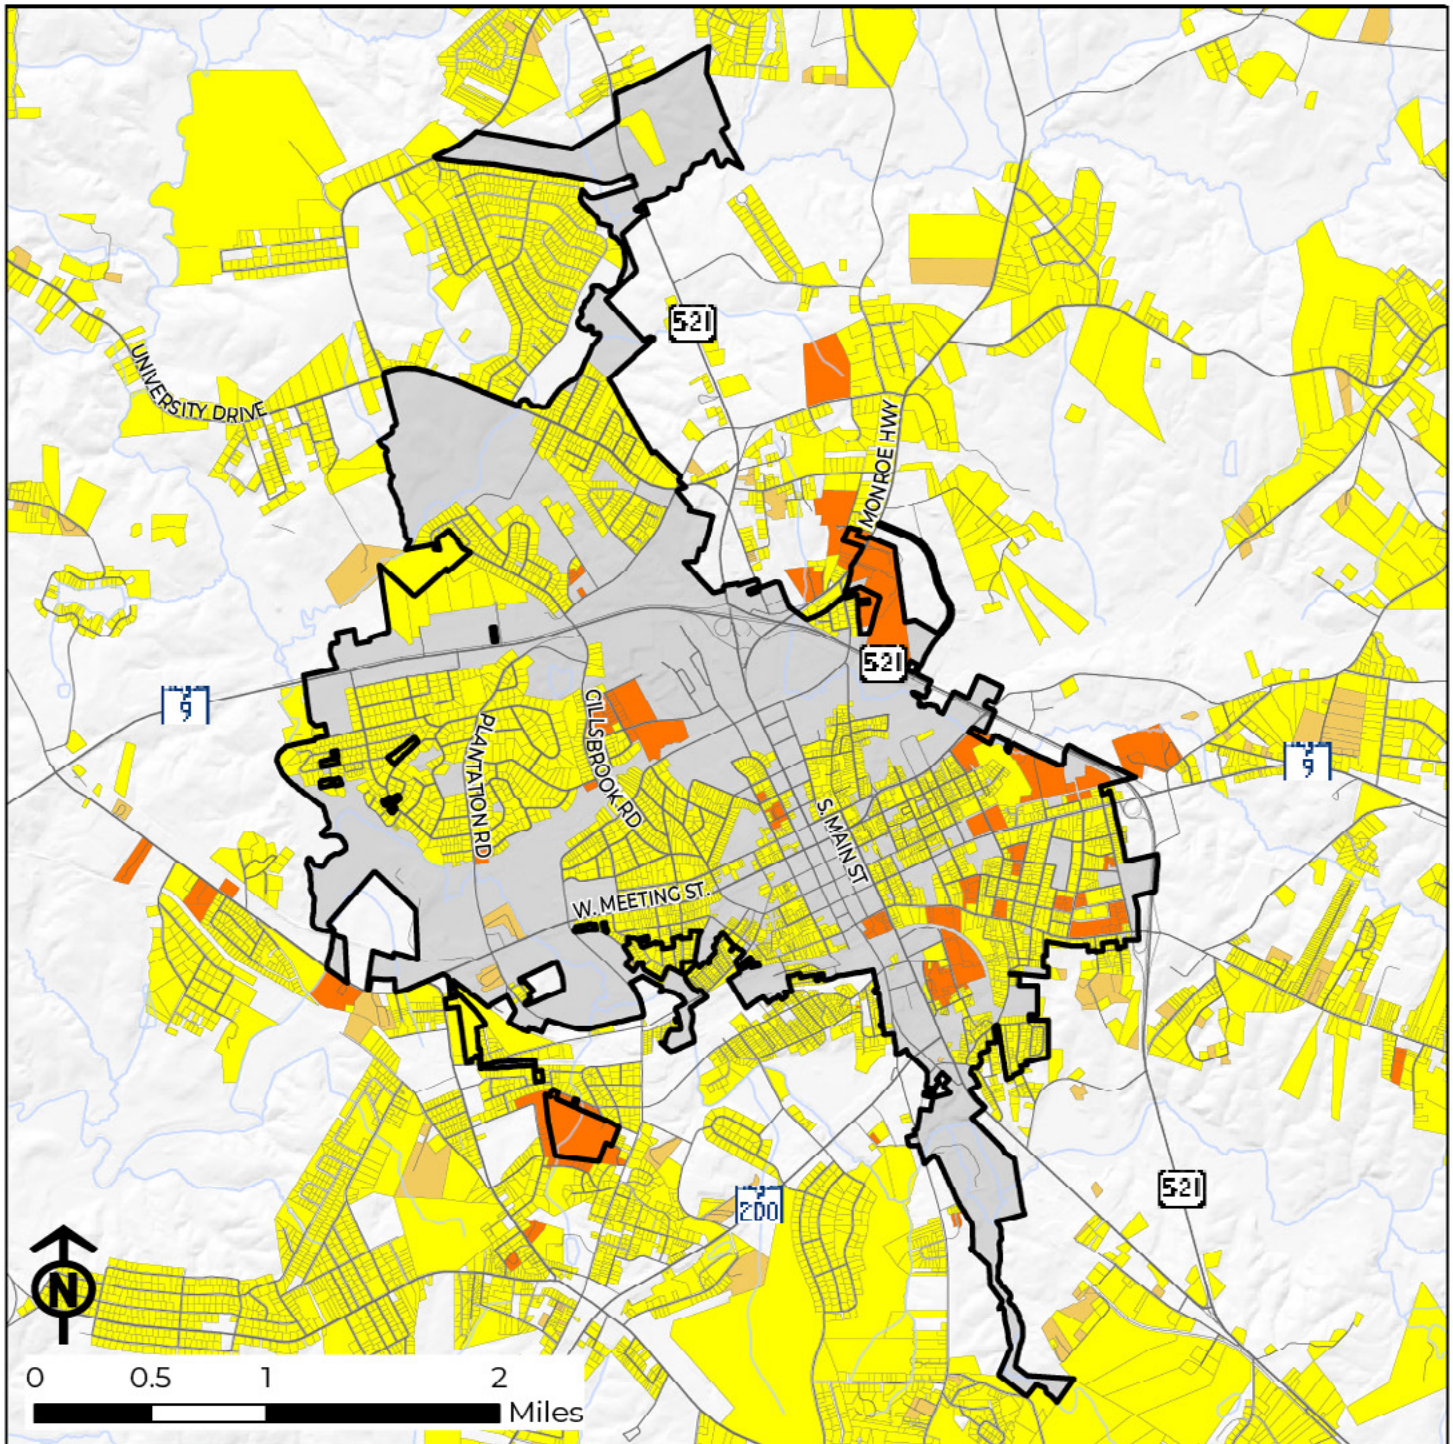 521
UNIVERSITY DRIVE
MONROE HWY
521
9
GILLSBROOK RD
PLANTATION RD
9
S. MAIN ST
W. MEETING ST.
521
200
N
0 0.5 1 2
Miles